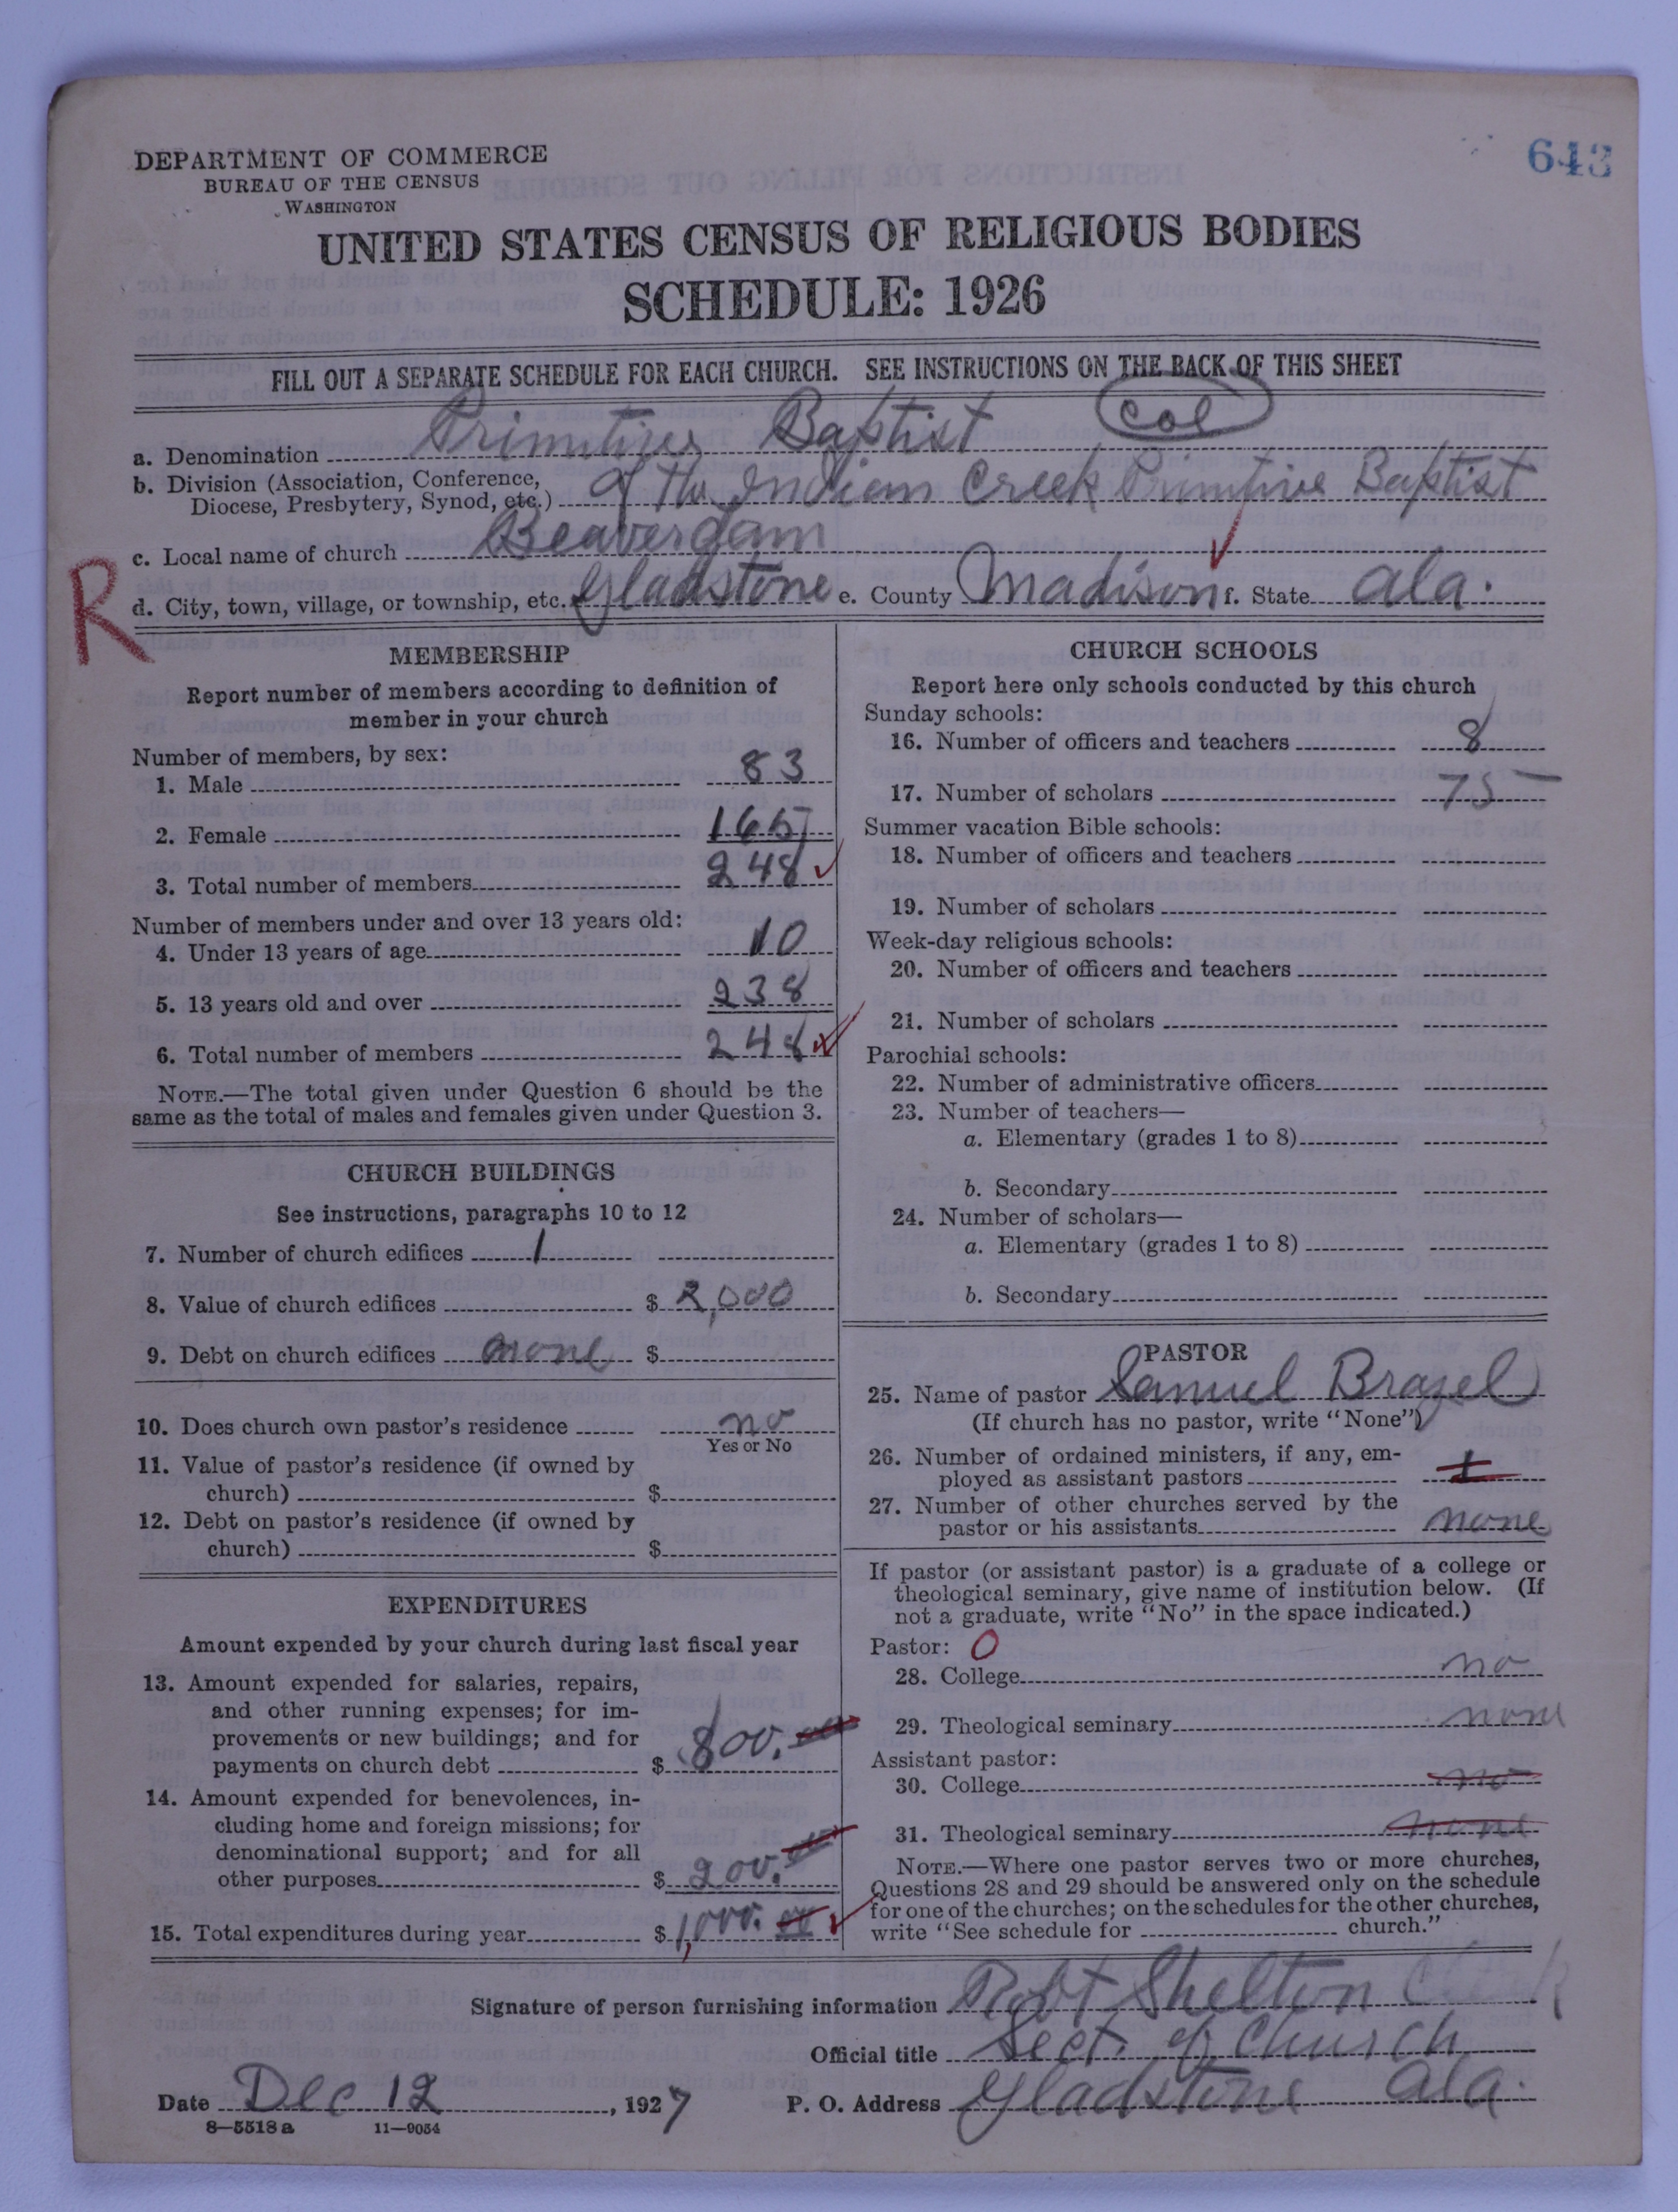 643
DEPARTMENT OF COMMERCE
BUREAU OF THE CENSUS
WASHINGTON
UNITED STATES CENSUS OF RELIGIOUS BODIES
SCHEDULE: 1926
FILL OUT A SEPARATE SCHEDULE FOR EACH CHURCH. SEE INSTRUCTIONS ON THE BACK OF THIS SHEET
a. Denomination Primitive Baptist Col
b. Division (Association, Conference,
Diocese, Presbytery, Synod, etc.) of the Indian Creek Primitive Baptist
c. Local name of church Beaverdam
R
d. City, town, village, or township, etc. Gladstone e. County Madison f. State Ala.
MEMBERSHIP
Report number of members according to definition of
member in your church
Number of members, by sex:
1. Male 83
2. Female 165
3. Total number of members 248
Number of members under and over 13 years old:
4. Under 13 years of age 10
5. 13 years old and over 238
6. Total number of members 248
NOTE.—The total given under Question 6 should be the
same as the total of males and females given under Question 3.
CHURCH BUILDINGS
See instructions, paragraphs 10 to 12
7. Number of church edifices 1
8. Value of church edifices $ 2,000
9. Debt on church edifices none $
10. Does church own pastor's residence no
Yes or No
11. Value of pastor's residence (if owned by
church) $
12. Debt on pastor's residence (if owned by
church) $
EXPENDITURES
Amount expended by your church during last fiscal year
13. Amount expended for salaries, repairs,
and other running expenses; for im-
provements or new buildings; and for
payments on church debt $ 800.00
14. Amount expended for benevolences, in-
cluding home and foreign missions; for
denominational support; and for all
other purposes $ 200.00
15. Total expenditures during year $ 1,000.00
CHURCH SCHOOLS
Report here only schools conducted by this church
Sunday schools:
16. Number of officers and teachers 8
17. Number of scholars 75
Summer vacation Bible schools:
18. Number of officers and teachers
19. Number of scholars
Week-day religious schools:
20. Number of officers and teachers
21. Number of scholars
Parochial schools:
22. Number of administrative officers
23. Number of teachers—
a. Elementary (grades 1 to 8)
b. Secondary
24. Number of scholars—
a. Elementary (grades 1 to 8)
b. Secondary
PASTOR
25. Name of pastor Samuel Brazel
(If church has no pastor, write "None")
26. Number of ordained ministers, if any, em-
ployed as assistant pastors 1
27. Number of other churches served by the
pastor or his assistants none
If pastor (or assistant pastor) is a graduate of a college or
theological seminary, give name of institution below. (If
not a graduate, write "No" in the space indicated.)
Pastor: O
28. College no
29. Theological seminary none
Assistant pastor:
30. College no
31. Theological seminary none
NOTE.—Where one pastor serves two or more churches,
Questions 28 and 29 should be answered only on the schedule
for one of the churches; on the schedules for the other churches,
write "See schedule for church."
Signature of person furnishing information Robt Shelton Clerk
Official title Sect. of Church
Date Dec 12, 1927 P. O. Address Gladstone Ala.
8—5518 a 11—9054